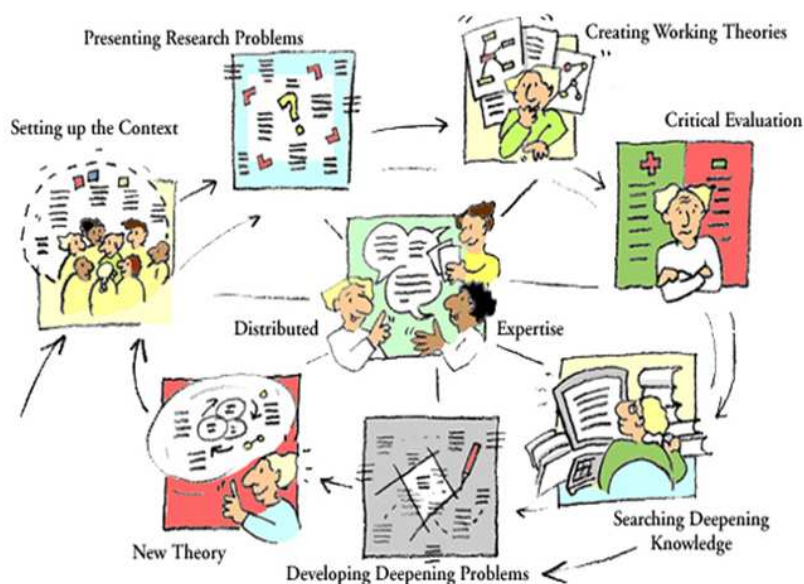 Presenting Research Problems
Creating Working Theories
Setting up the Context
Critical Evaluation
Distributed
Expertise
New Theory
Developing Deepening Problems
Searching Deepening
Knowledge